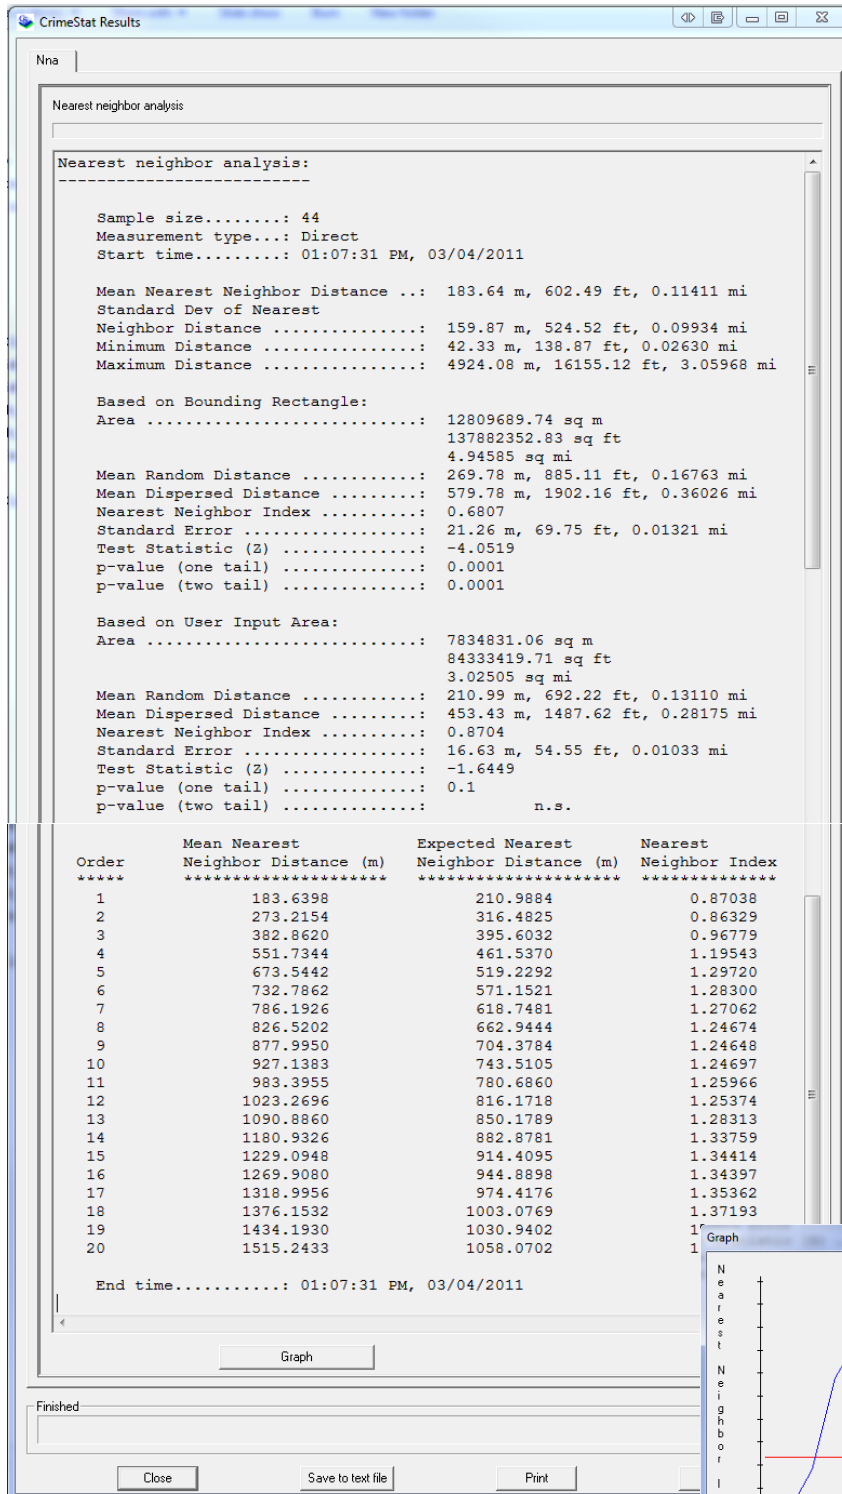 CrimeStat Results
Nna
Nearest neighbor analysis
Nearest neighbor analysis:
--------------------------
Sample size........: 44
Measurement type...: Direct
Start time.........: 01:07:31 PM, 03/04/2011
Mean Nearest Neighbor Distance ..: 183.64 m, 602.49 ft, 0.11411 mi
Standard Dev of Nearest
Neighbor Distance ...............: 159.87 m, 524.52 ft, 0.09934 mi
Minimum Distance ................: 42.33 m, 138.87 ft, 0.02630 mi
Maximum Distance ................: 4924.08 m, 16155.12 ft, 3.05968 mi
Based on Bounding Rectangle:
Area ............................: 12809689.74 sq m
137882352.83 sq ft
4.94585 sq mi
Mean Random Distance ............: 269.78 m, 885.11 ft, 0.16763 mi
Mean Dispersed Distance .........: 579.78 m, 1902.16 ft, 0.36026 mi
Nearest Neighbor Index ..........: 0.6807
Standard Error ..................: 21.26 m, 69.75 ft, 0.01321 mi
Test Statistic (Z) ..............: -4.0519
p-value (one tail) ..............: 0.0001
p-value (two tail) ..............: 0.0001
Based on User Input Area:
Area ............................: 7834831.06 sq m
84333419.71 sq ft
3.02505 sq mi
Mean Random Distance ............: 210.99 m, 692.22 ft, 0.13110 mi
Mean Dispersed Distance .........: 453.43 m, 1487.62 ft, 0.28175 mi
Nearest Neighbor Index ..........: 0.8704
Standard Error ..................: 16.63 m, 54.55 ft, 0.01033 mi
Test Statistic (Z) ..............: -1.6449
p-value (one tail) ..............: 0.1
p-value (two tail) ..............: n.s.
Mean Nearest Expected Nearest Nearest
Order Neighbor Distance (m) Neighbor Distance (m) Neighbor Index
***** ********************* ********************* **************
1 183.6398 210.9884 0.87038
2 273.2154 316.4825 0.86329
3 382.8620 395.6032 0.96779
4 551.7344 461.5370 1.19543
5 673.5442 519.2292 1.29720
6 732.7862 571.1521 1.28300
7 786.1926 618.7481 1.27062
8 826.5202 662.9444 1.24674
9 877.9950 704.3784 1.24648
10 927.1383 743.5105 1.24697
11 983.3955 780.6860 1.25966
12 1023.2696 816.1718 1.25374
13 1090.8860 850.1789 1.28313
14 1180.9326 882.8781 1.33759
15 1229.0948 914.4095 1.34414
16 1269.9080 944.8898 1.34397
17 1318.9956 974.4176 1.35362
18 1376.1532 1003.0769 1.37193
19 1434.1930 1030.9402 1
20 1515.2433 1058.0702 1
End time...........: 01:07:31 PM, 03/04/2011
Graph
Finished
Close Save to text file Print
Graph
Nearest Neighbor I